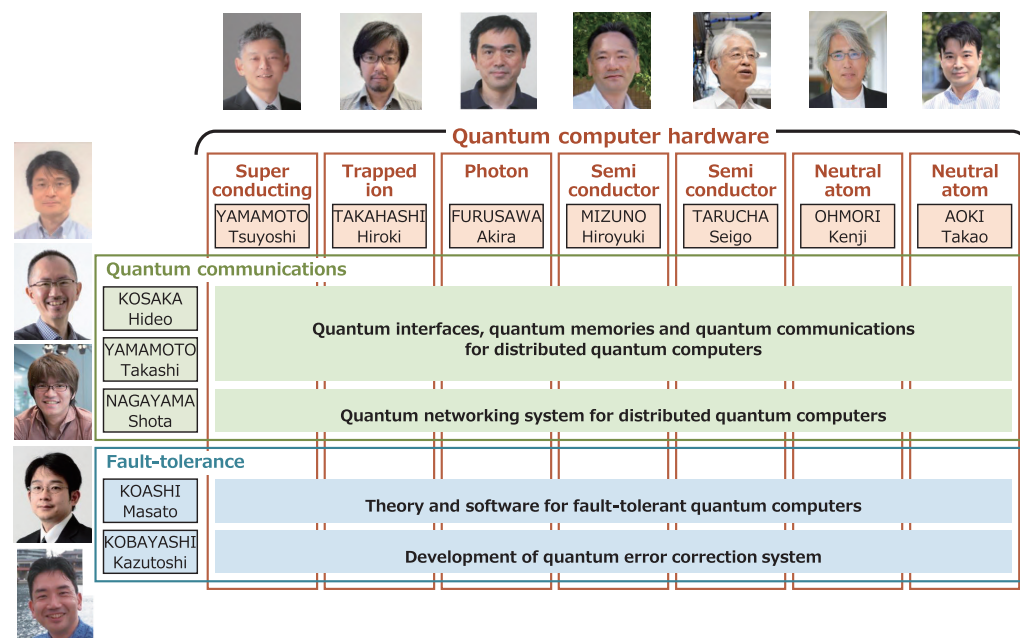 Quantum computer hardware
Super
conducting
YAMAMOTO
Tsuyoshi
Trapped
ion
TAKAHASHI
Hiroki
Photon
FURUSAWA
Akira
Semi
conductor
MIZUNO
Hiroyuki
Semi
conductor
TARUCHA
Seigo
Neutral
atom
OHMORI
Kenji
Neutral
atom
AOKI
Takao
Quantum communications
KOSAKA
Hideo
YAMAMOTO
Takashi
Quantum interfaces, quantum memories and quantum communications
for distributed quantum computers
NAGAYAMA
Shota
Quantum networking system for distributed quantum computers
Fault-tolerance
KOASHI
Masato
Theory and software for fault-tolerant quantum computers
KOBAYASHI
Kazutoshi
Development of quantum error correction system